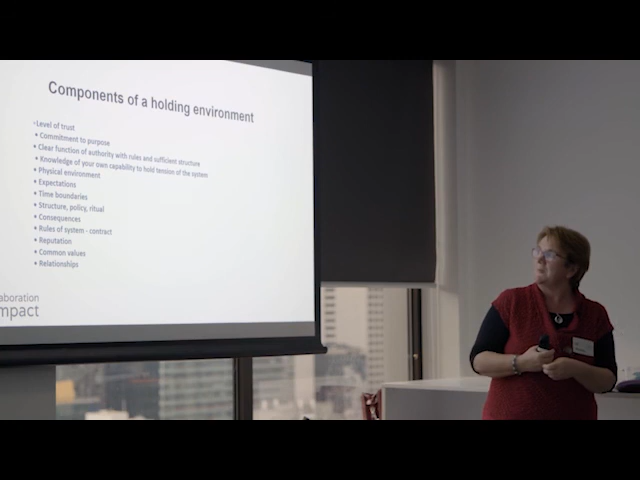 Components of a holding environment
•Level of trust
• Commitment to purpose
• Clear function of authority with rules and sufficient structure
• Knowledge of your own capability to hold tension of the system
• Physical environment
• Expectations
• Time boundaries
• Structure, policy, ritual
• Consequences
• Rules of system - contract
• Reputation
• Common values
• Relationships
aboration
mpact